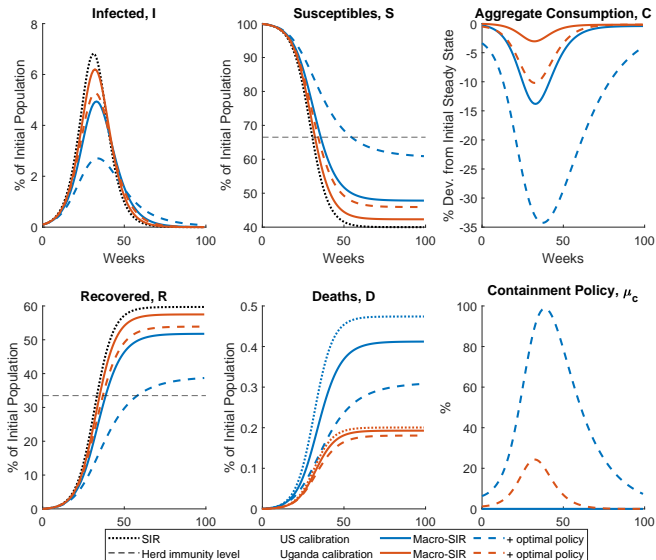 Infected, I
Susceptibles, S
Aggregate Consumption, C
% of Initial Population
8
6
4
2
0
0 50 100
Weeks
% of Initial Population
100
90
80
70
60
50
40
0 50 100
Weeks
% Dev. from Initial Steady State
0
-5
-10
-15
-20
-25
-30
-35
0 50 100
Weeks
Recovered, R
Deaths, D
Containment Policy, μc
% of Initial Population
60
50
40
30
20
10
0
0 50 100
% of Initial Population
0.5
0.4
0.3
0.2
0.1
0
0 50 100
%
100
80
60
40
20
0
0 50 100
SIR US calibration Macro-SIR + optimal policy
Herd immunity level Uganda calibration Macro-SIR + optimal policy